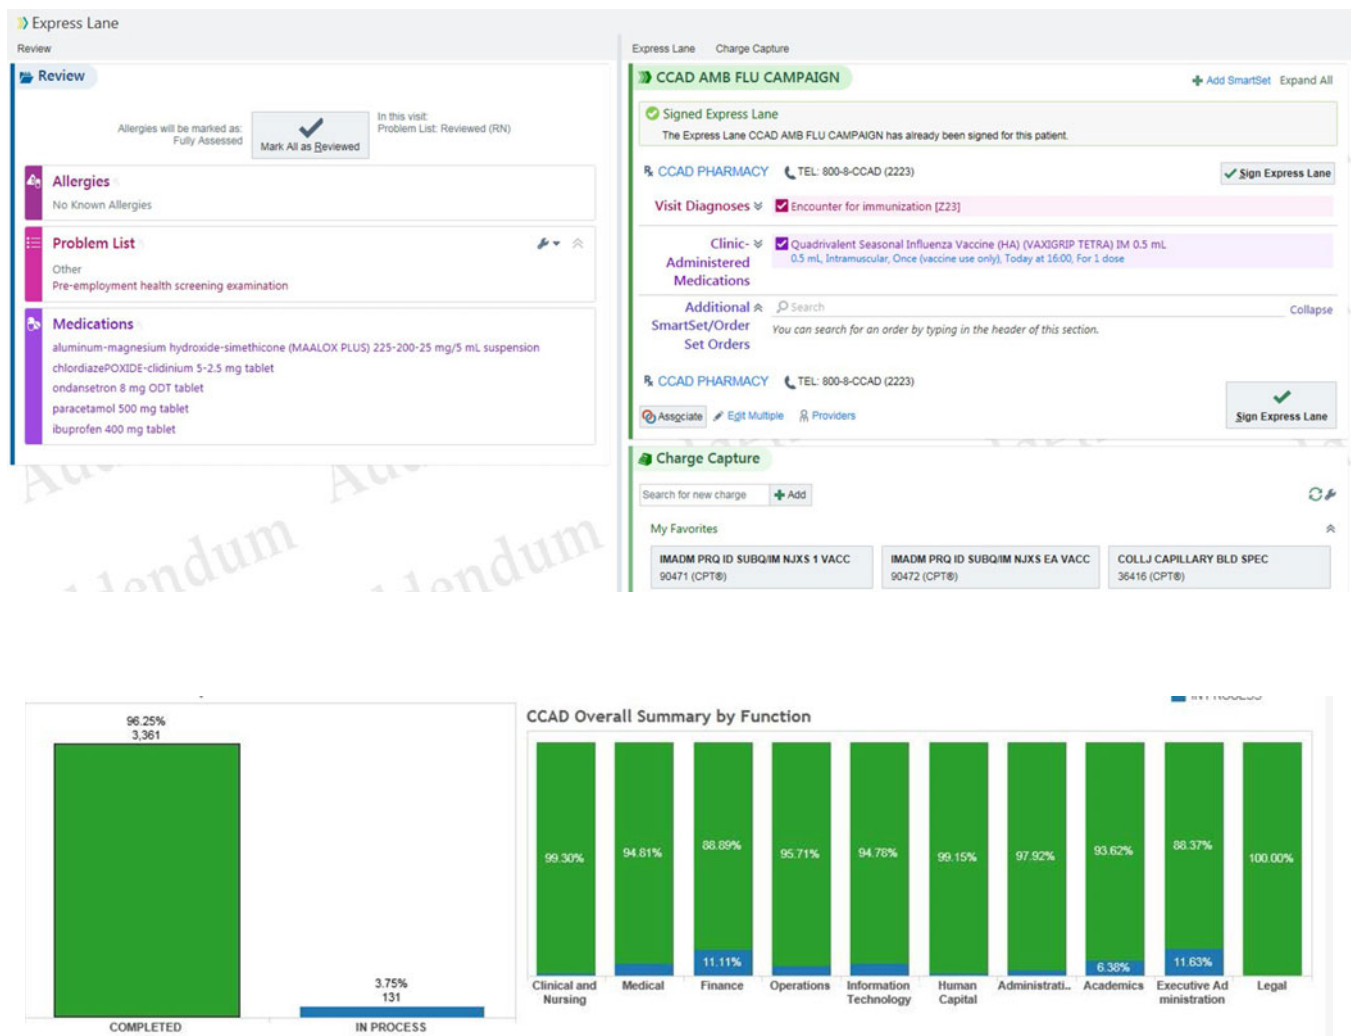 Express Lane
Review
Review
Allergies will be marked as:
Fully Assessed
Mark All as Reviewed
In this visit:
Problem List: Reviewed (RN)
Allergies
No Known Allergies
Problem List
Other
Pre-employment health screening examination
Medications
aluminum-magnesium hydroxide-simethicone (MAALOX PLUS) 225-200-25 mg/5 mL suspension
chlordiazePOXIDE-clidinium 5-2.5 mg tablet
ondansetron 8 mg ODT tablet
paracetamol 500 mg tablet
ibuprofen 400 mg tablet
Addendum
Addendum
Express Lane Charge Capture
CCAD AMB FLU CAMPAIGN
Add SmartSet Expand All
Signed Express Lane
The Express Lane CCAD AMB FLU CAMPAIGN has already been signed for this patient.
CCAD PHARMACY TEL: 800-8-CCAD (2223)
Sign Express Lane
Visit Diagnoses
Encounter for immunization [Z23]
Clinic-
Administered
Medications
Quadrivalent Seasonal Influenza Vaccine (HA) (VAXIGRIP TETRA) IM 0.5 mL
0.5 mL, Intramuscular, Once (vaccine use only), Today at 16:00, For 1 dose
Additional
SmartSet/Order
Set Orders
Search
Collapse
You can search for an order by typing in the header of this section.
CCAD PHARMACY TEL: 800-8-CCAD (2223)
Associate Edit Multiple Providers
Sign Express Lane
Charge Capture
Search for new charge Add
My Favorites
IMADM PRQ ID SUBQ/IM NJXS 1 VACC
90471 (CPT®)
IMADM PRQ ID SUBQ/IM NJXS EA VACC
90472 (CPT®)
COLLJ CAPILLARY BLD SPEC
36416 (CPT®)
96.25%
3,361
3.75%
131
COMPLETED IN PROCESS
IN PROCESS
CCAD Overall Summary by Function
99.30% 94.81% 88.89% 95.71% 94.78% 99.15% 97.92% 93.62% 88.37% 100.00%
11.11% 6.38% 11.63%
Clinical and
Nursing
Medical
Finance
Operations
Information
Technology
Human
Capital
Administrati..
Academics
Executive Ad
ministration
Legal